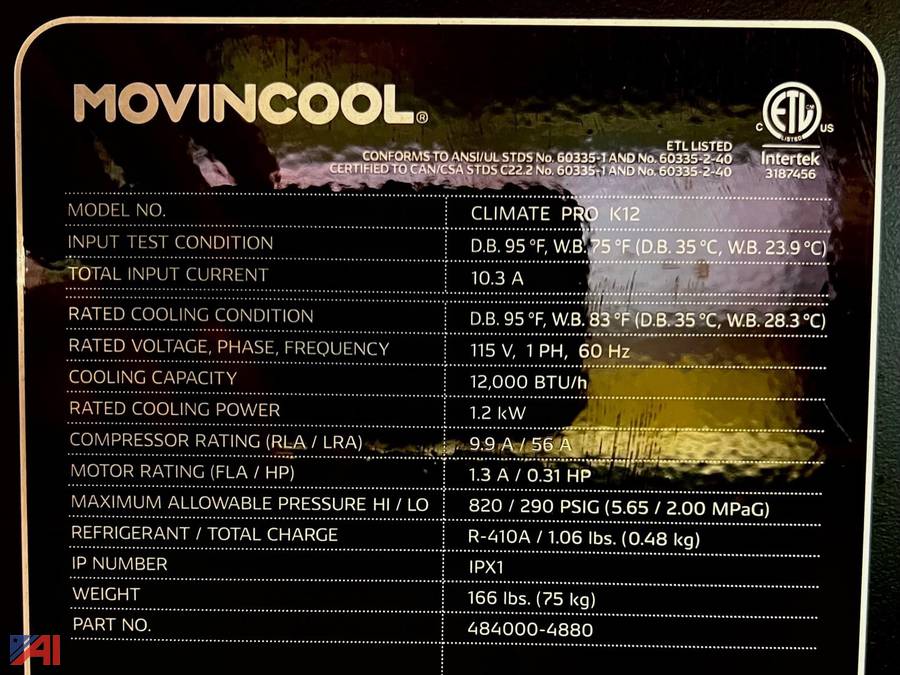 MOVINCOOL®
C ETL CM LISTED US
ETL LISTED
CONFORMS TO ANSI/UL STDS No. 60335-1 AND No. 60335-2-40
CERTIFIED TO CAN/CSA STDS C22.2 No. 60335-1 AND No. 60335-2-40
Intertek
3187456
MODEL NO. CLIMATE PRO K12
INPUT TEST CONDITION D.B. 95 °F, W.B. 75 °F (D.B. 35 °C, W.B. 23.9 °C)
TOTAL INPUT CURRENT 10.3 A
RATED COOLING CONDITION D.B. 95 °F, W.B. 83 °F (D.B. 35 °C, W.B. 28.3 °C)
RATED VOLTAGE, PHASE, FREQUENCY 115 V, 1 PH, 60 Hz
COOLING CAPACITY 12,000 BTU/h
RATED COOLING POWER 1.2 kW
COMPRESSOR RATING (RLA / LRA) 9.9 A / 56 A
MOTOR RATING (FLA / HP) 1.3 A / 0.31 HP
MAXIMUM ALLOWABLE PRESSURE HI / LO 820 / 290 PSIG (5.65 / 2.00 MPaG)
REFRIGERANT / TOTAL CHARGE R-410A / 1.06 lbs. (0.48 kg)
IP NUMBER IPX1
WEIGHT 166 lbs. (75 kg)
PART NO. 484000-4880
AI